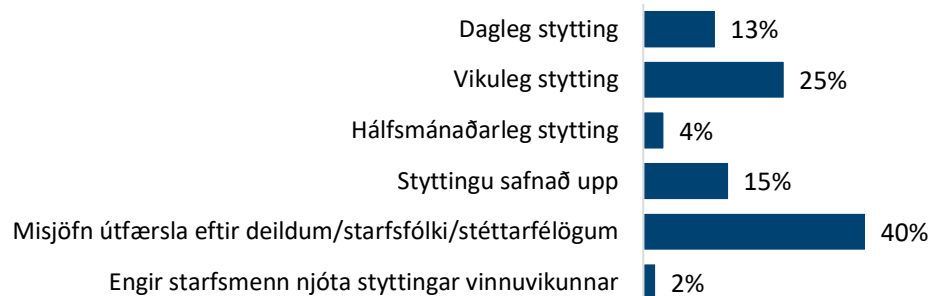 Dagleg stytting 13%
Vikuleg stytting 25%
Hálfsmánaðarleg stytting 4%
Styttingu safnað upp 15%
Misjöfn útfærsla eftir deildum/starfsfólki/stéttarfélögum 40%
Engir starfsmenn njóta styttingar vinnuvikunnar 2%